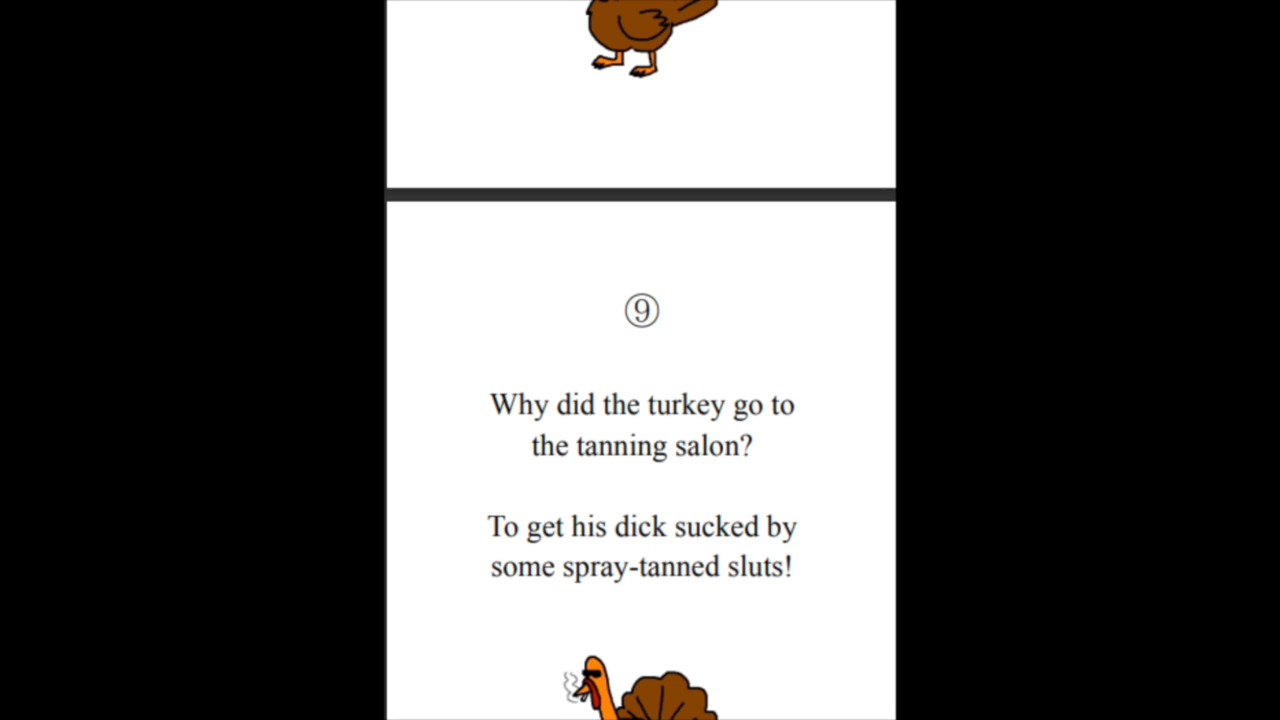 ⑨
Why did the turkey go to
the tanning salon?
To get his dick sucked by
some spray-tanned sluts!